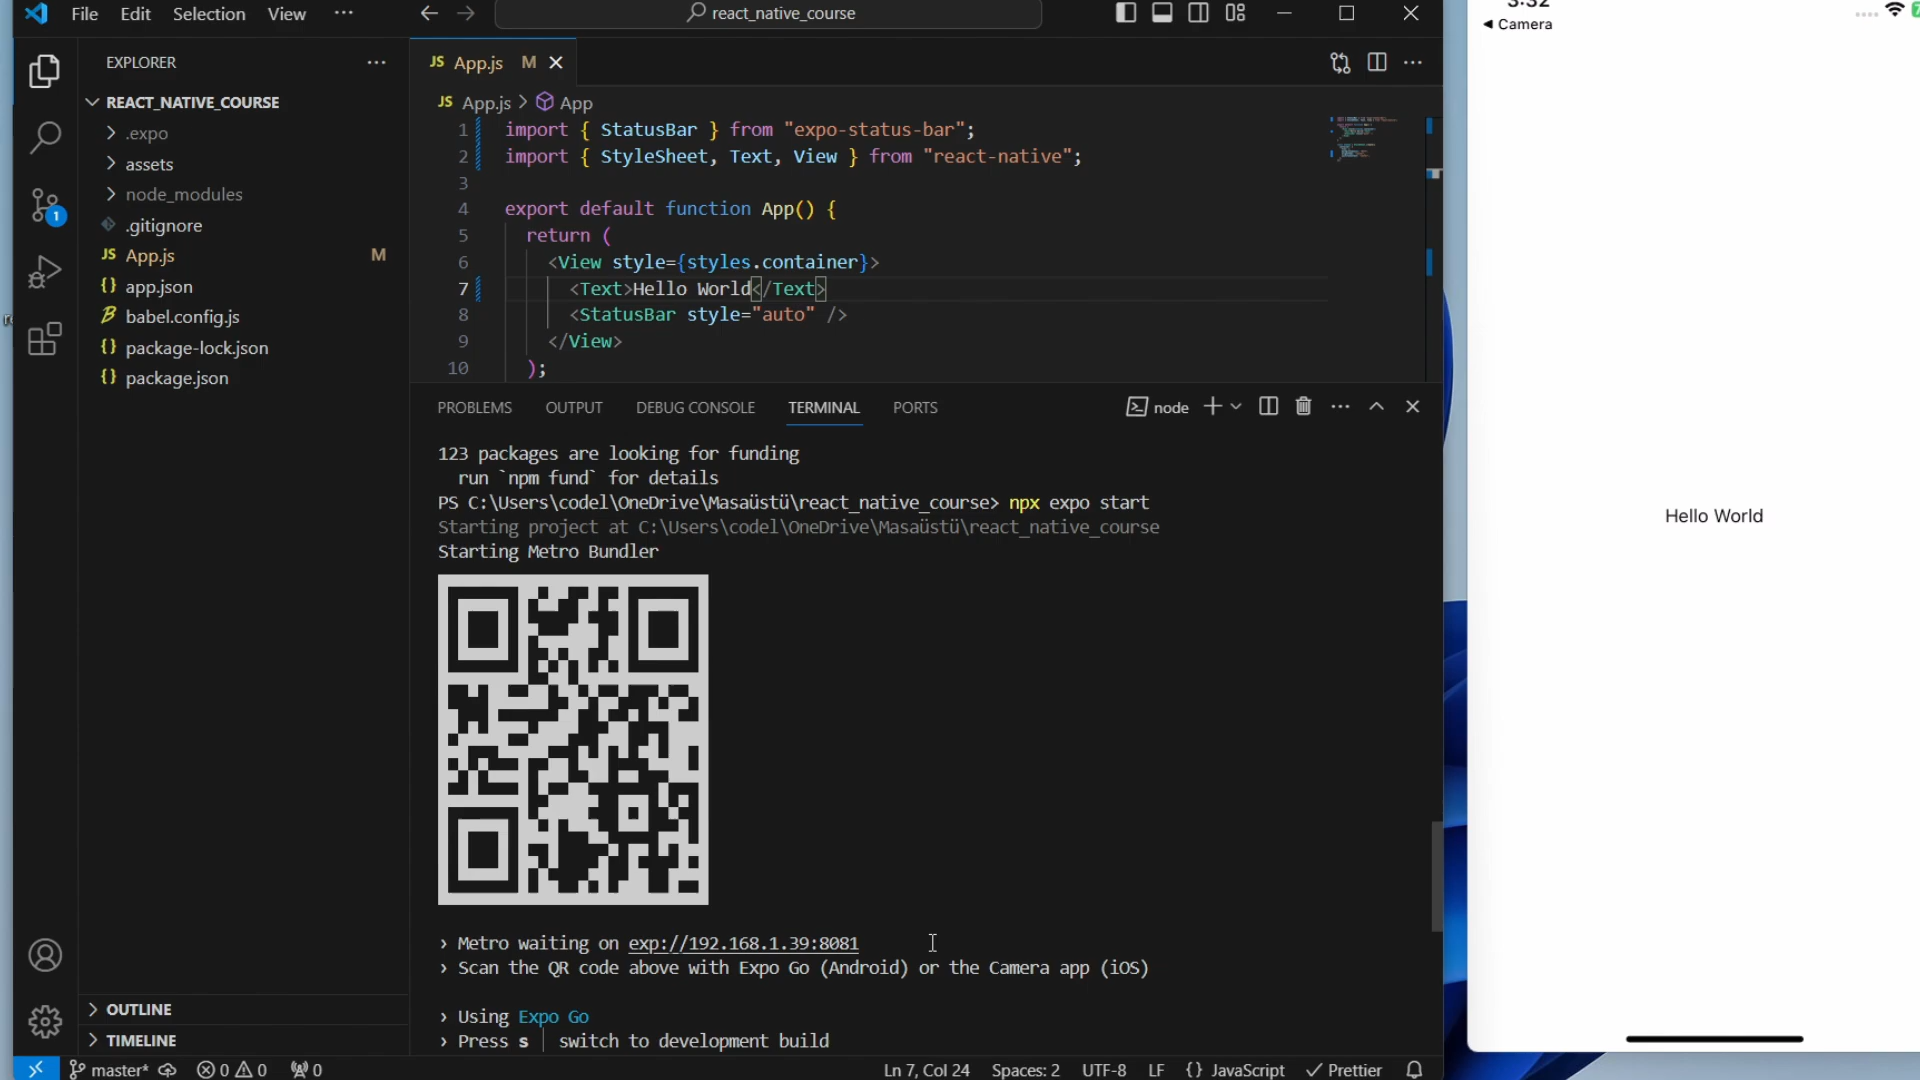 File Edit Selection View ···
react_native_course
EXPLORER
REACT_NATIVE_COURSE
.expo
assets
node_modules
.gitignore
JS App.js M
{} app.json
babel.config.js
{} package-lock.json
{} package.json
OUTLINE
TIMELINE
1
JS App.js M
JS App.js > App
1 import { StatusBar } from "expo-status-bar";
2 import { StyleSheet, Text, View } from "react-native";
3
4 export default function App() {
5 return (
6 <View style={styles.container}>
7 <Text>Hello World</Text>
8 <StatusBar style="auto" />
9 </View>
10 );
PROBLEMS OUTPUT DEBUG CONSOLE TERMINAL PORTS
node
123 packages are looking for funding
run `npm fund` for details
PS C:\Users\codel\OneDrive\Masaüstü\react_native_course> npx expo start
Starting project at C:\Users\codel\OneDrive\Masaüstü\react_native_course
Starting Metro Bundler
› Metro waiting on exp://192.168.1.39:8081
› Scan the QR code above with Expo Go (Android) or the Camera app (iOS)
› Using Expo Go
› Press s │ switch to development build
master* 0 0 0
Ln 7, Col 24 Spaces: 2 UTF-8 LF {} JavaScript Prettier
3:32
Camera
Hello World